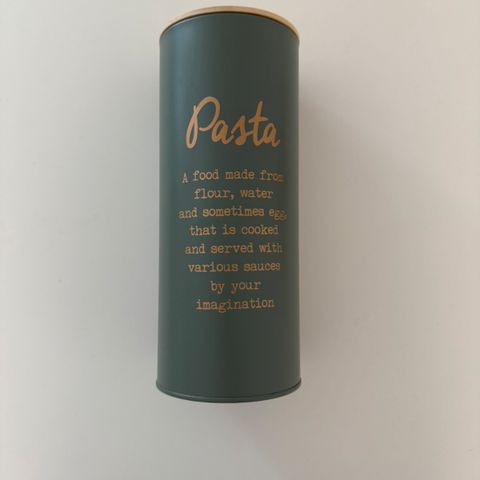 Pasta
A food made from
flour, water
and sometimes egg,
that is cooked
and served with
various sauces
by your
imagination